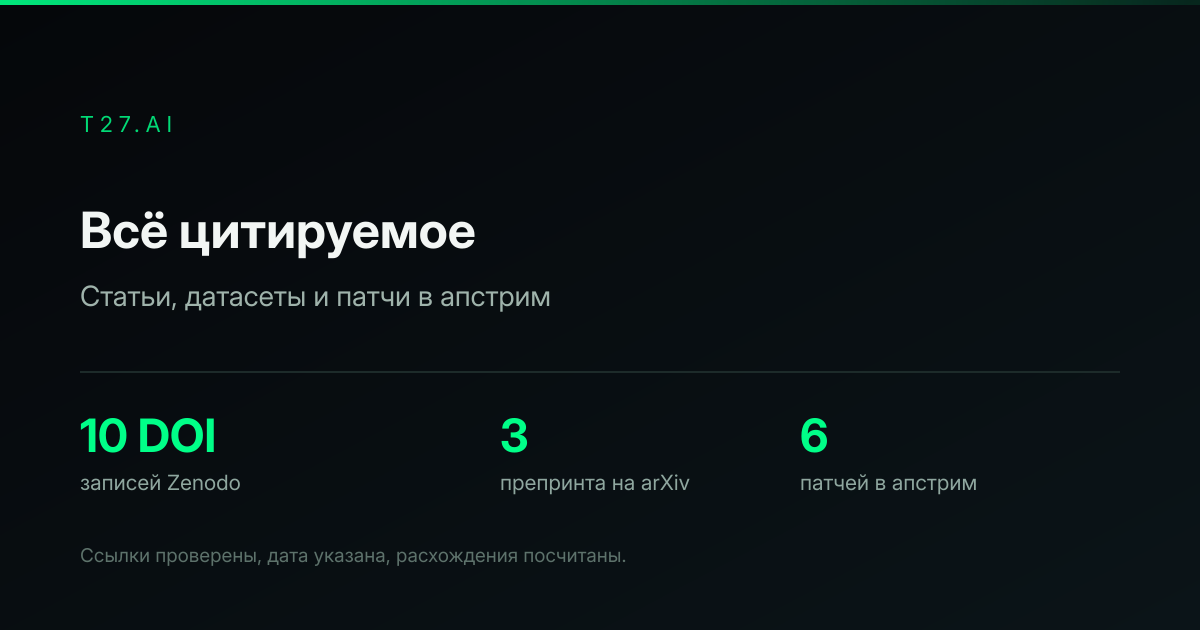 T27.AI
Всё цитируемое
Статьи, датасеты и патчи в апстрим
10 DOI
записей Zenodo
3
препринта на arXiv
6
патчей в апстрим
Ссылки проверены, дата указана, расхождения посчитаны.